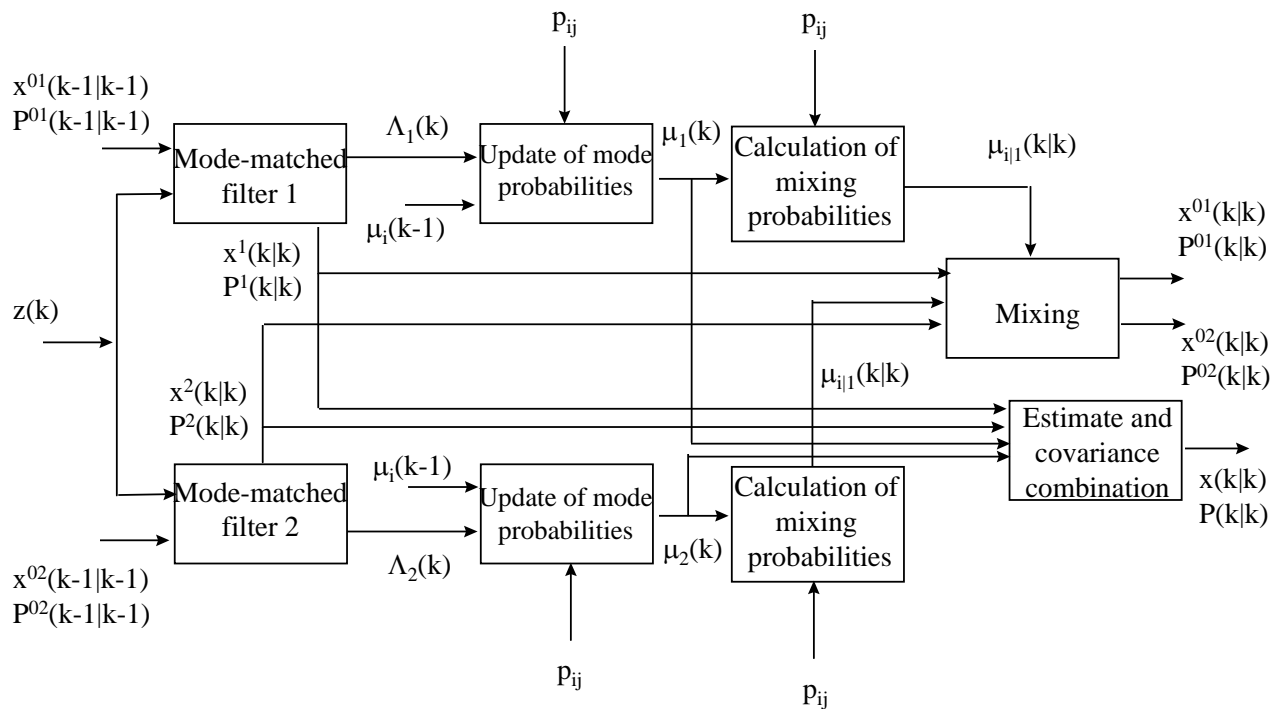 p_ij
p_ij
x^01(k-1|k-1)
P^01(k-1|k-1)
Λ_1(k)
μ_1(k)
μ_i|1(k|k)
Mode-matched
filter 1
Update of mode
probabilities
Calculation of
mixing
probabilities
μ_i(k-1)
x^01(k|k)
P^01(k|k)
x^1(k|k)
P^1(k|k)
z(k)
Mixing
x^02(k|k)
P^02(k|k)
μ_i|1(k|k)
x^2(k|k)
P^2(k|k)
Estimate and
covariance
combination
μ_i(k-1)
Mode-matched
filter 2
Update of mode
probabilities
Calculation of
mixing
probabilities
x(k|k)
P(k|k)
Λ_2(k)
μ_2(k)
x^02(k-1|k-1)
P^02(k-1|k-1)
p_ij
p_ij